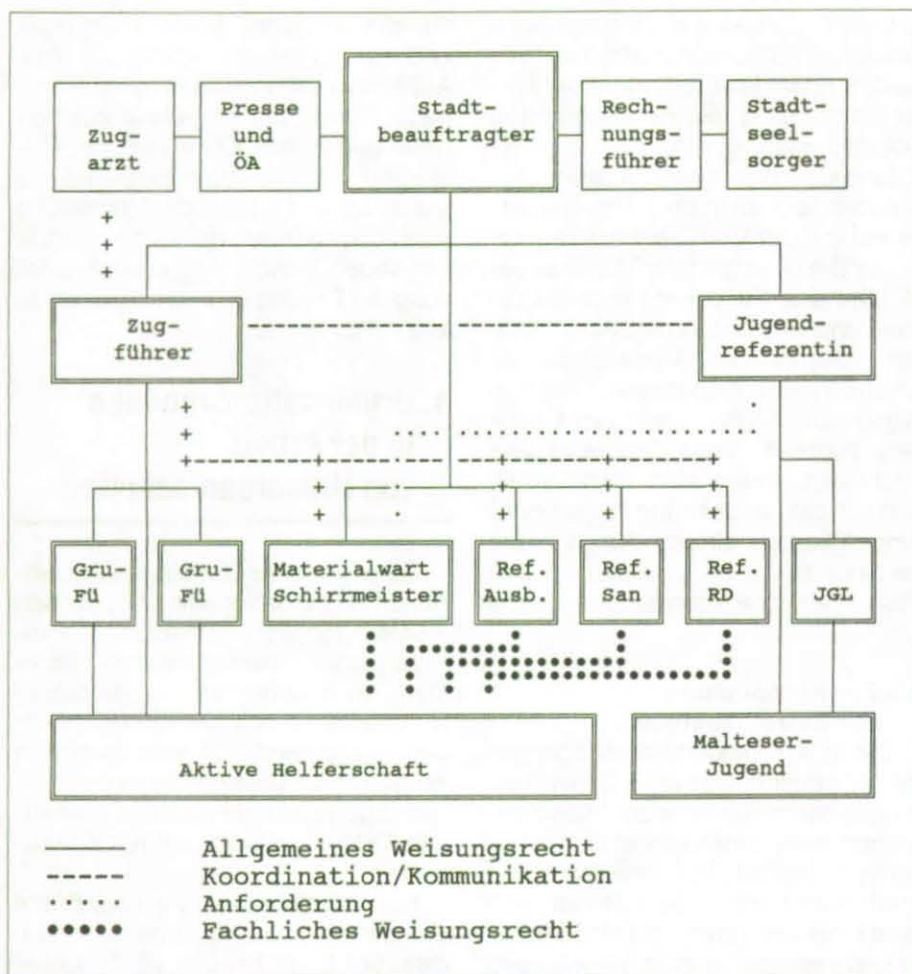 Zug-
arzt
Presse
und
ÖA
Stadt-
beauftragter
Rech-
nungs-
führer
Stadt-
seel-
sorger
Zug-
führer
Jugend-
referentin
Gru-
Fü
Gru-
Fü
Materialwart
Schirrmeister
Ref.
Ausb.
Ref.
San
Ref.
RD
JGL
Aktive Helferschaft
Malteser-
Jugend
Allgemeines Weisungsrecht
Koordination/Kommunikation
Anforderung
Fachliches Weisungsrecht